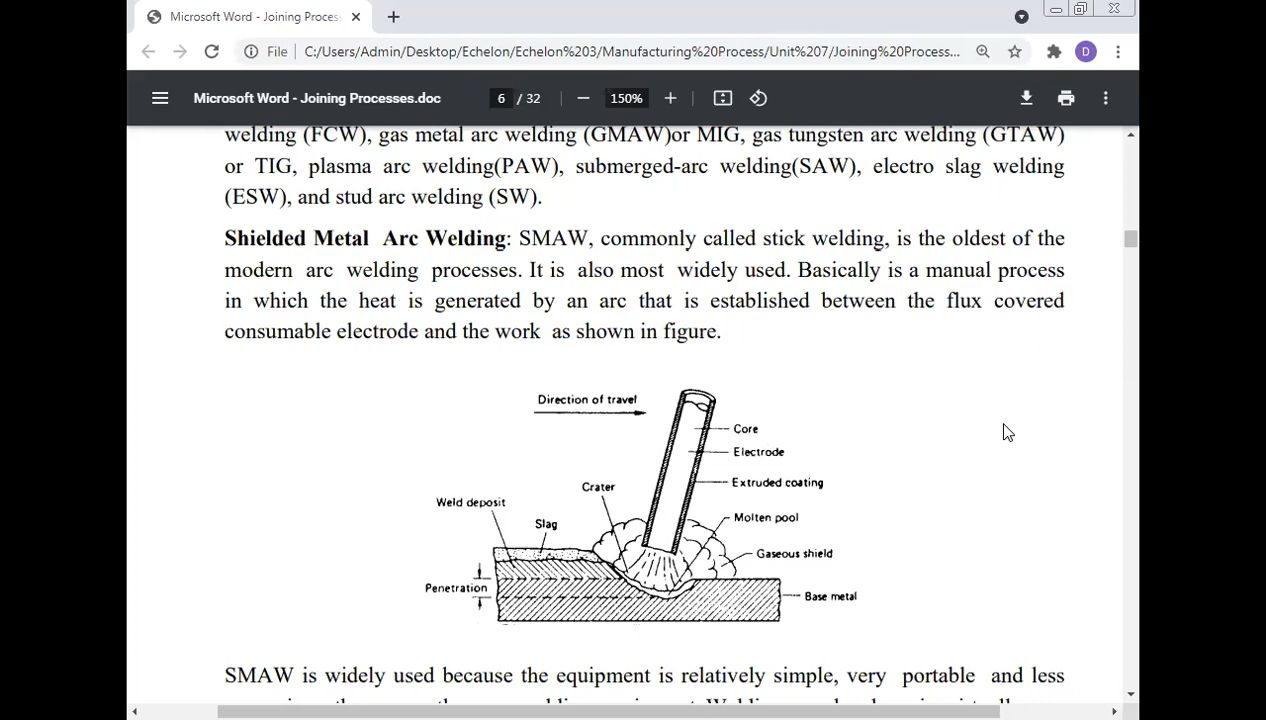 Microsoft Word - Joining Process
File C:/Users/Admin/Desktop/Echelon/Echelon%203/Manufacturing%20Process/Unit%207/Joining%20Process...
D
Microsoft Word - Joining Processes.doc
6 / 32
150%
welding (FCW), gas metal arc welding (GMAW)or MIG, gas tungsten arc welding (GTAW)
or TIG, plasma arc welding(PAW), submerged-arc welding(SAW), electro slag welding
(ESW), and stud arc welding (SW).
Shielded Metal Arc Welding: SMAW, commonly called stick welding, is the oldest of the
modern arc welding processes. It is also most widely used. Basically is a manual process
in which the heat is generated by an arc that is established between the flux covered
consumable electrode and the work as shown in figure.
Direction of travel
Core
Electrode
Extruded coating
Crater
Weld deposit
Molten pool
Slag
Gaseous shield
Penetration
Base metal
SMAW is widely used because the equipment is relatively simple, very portable and less